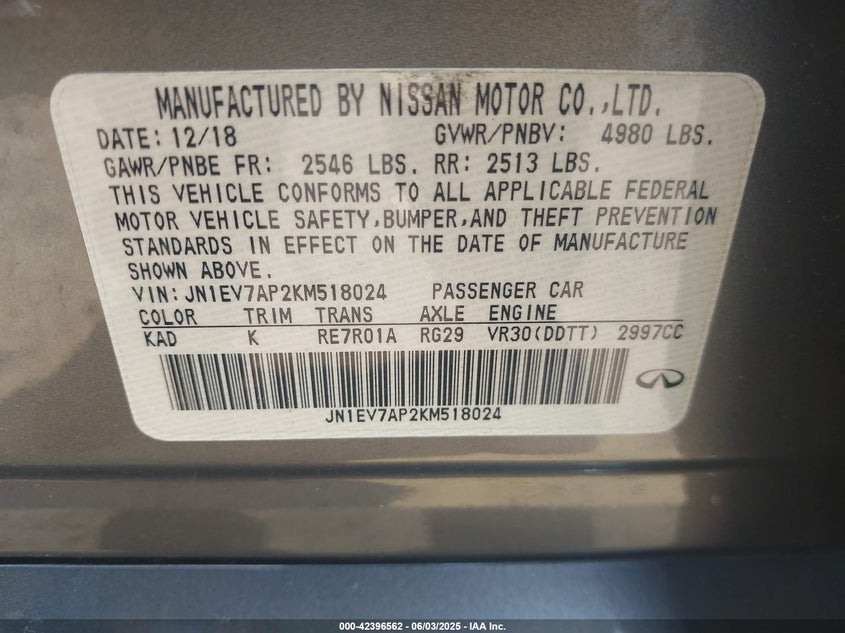 MANUFACTURED BY NISSAN MOTOR CO.,LTD.
DATE: 12/18 GVWR/PNBV: 4980 LBS.
GAWR/PNBE FR: 2546 LBS. RR: 2513 LBS.
THIS VEHICLE CONFORMS TO ALL APPLICABLE FEDERAL
MOTOR VEHICLE SAFETY,BUMPER,AND THEFT PREVENTION
STANDARDS IN EFFECT ON THE DATE OF MANUFACTURE
SHOWN ABOVE.
VIN: JN1EV7AP2KM518024 PASSENGER CAR
COLOR TRIM TRANS AXLE ENGINE
KAD K RE7R01A RG29 VR30(DDTT) 2997CC
JN1EV7AP2KM518024
000-42396562 - 06/03/2025 - IAA Inc.